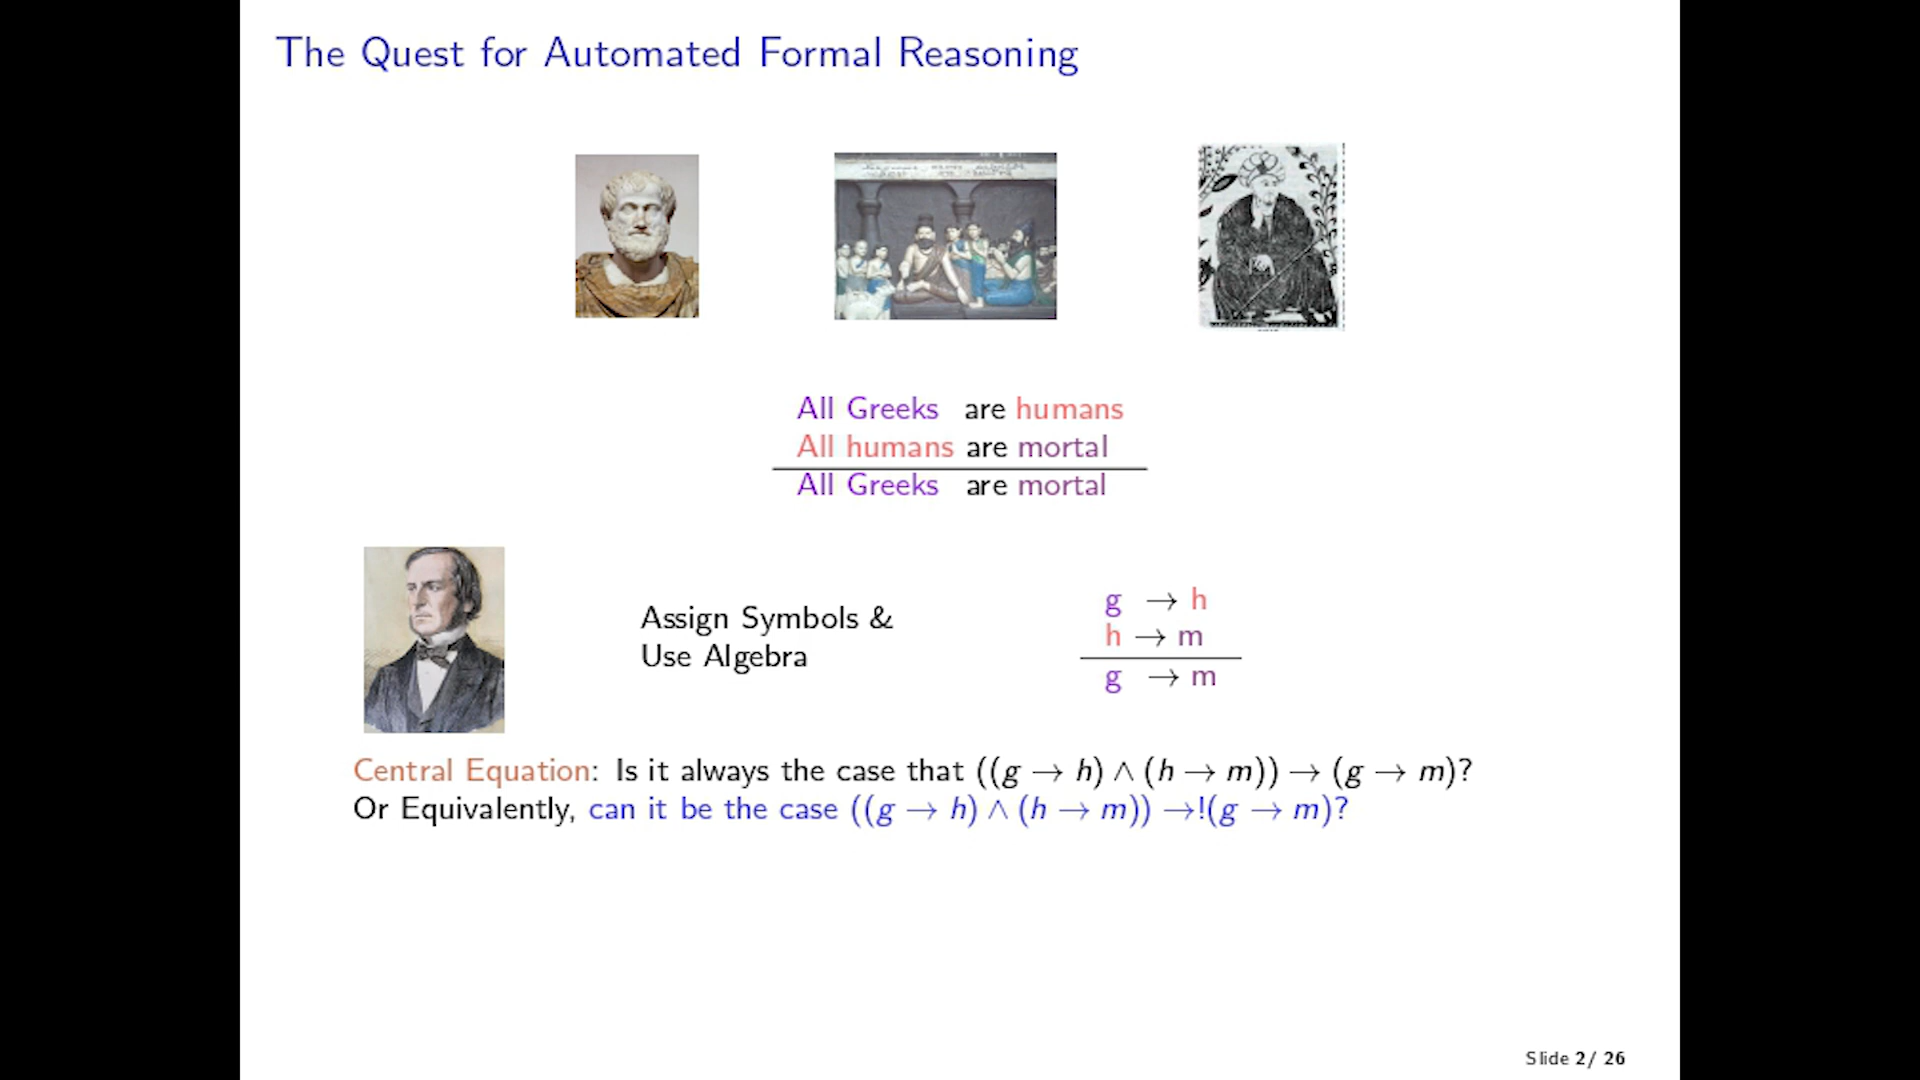 The Quest for Automated Formal Reasoning
All Greeks are humans
All humans are mortal
All Greeks are mortal
Assign Symbols &
Use Algebra
g → h
h → m
g → m
Central Equation: Is it always the case that ((g → h) ∧ (h → m)) → (g → m)?
Or Equivalently, can it be the case ((g → h) ∧ (h → m)) →!(g → m)?
Slide 2/ 26